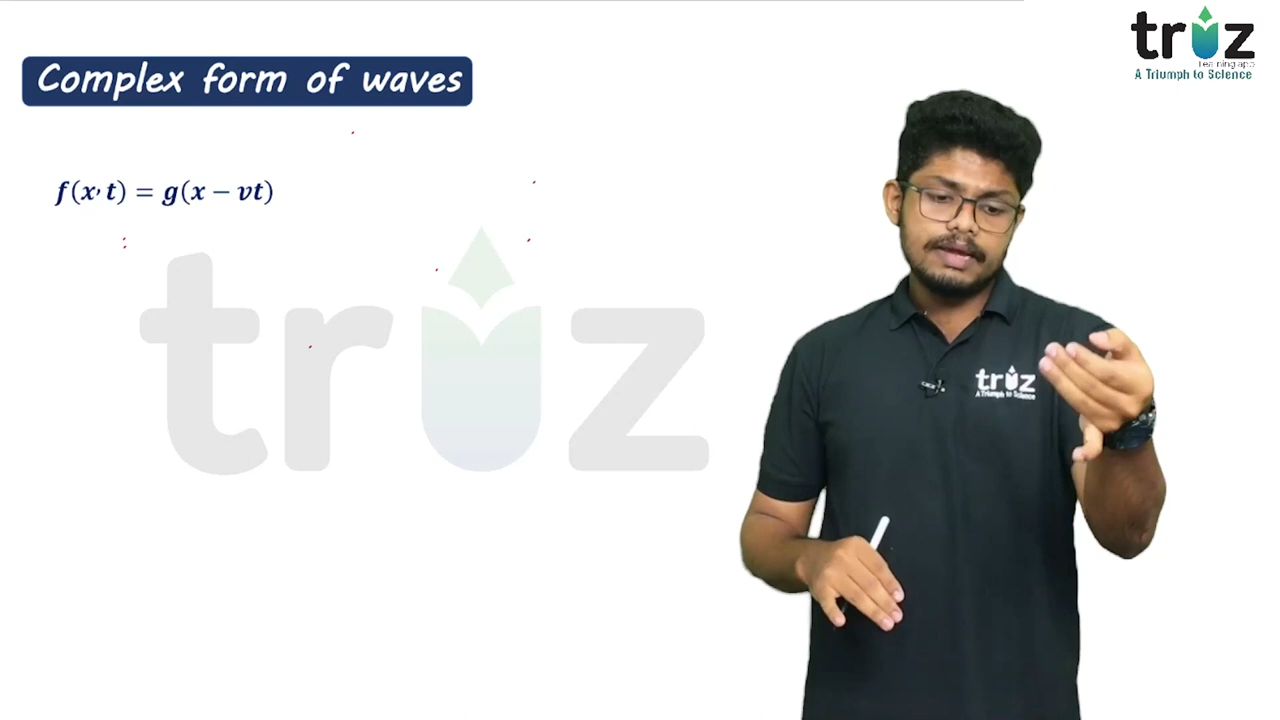 truz
Learning app
A Triumph to Science
Complex form of waves
f(x, t) = g(x − vt)
truz
truz
A Triumph to Science